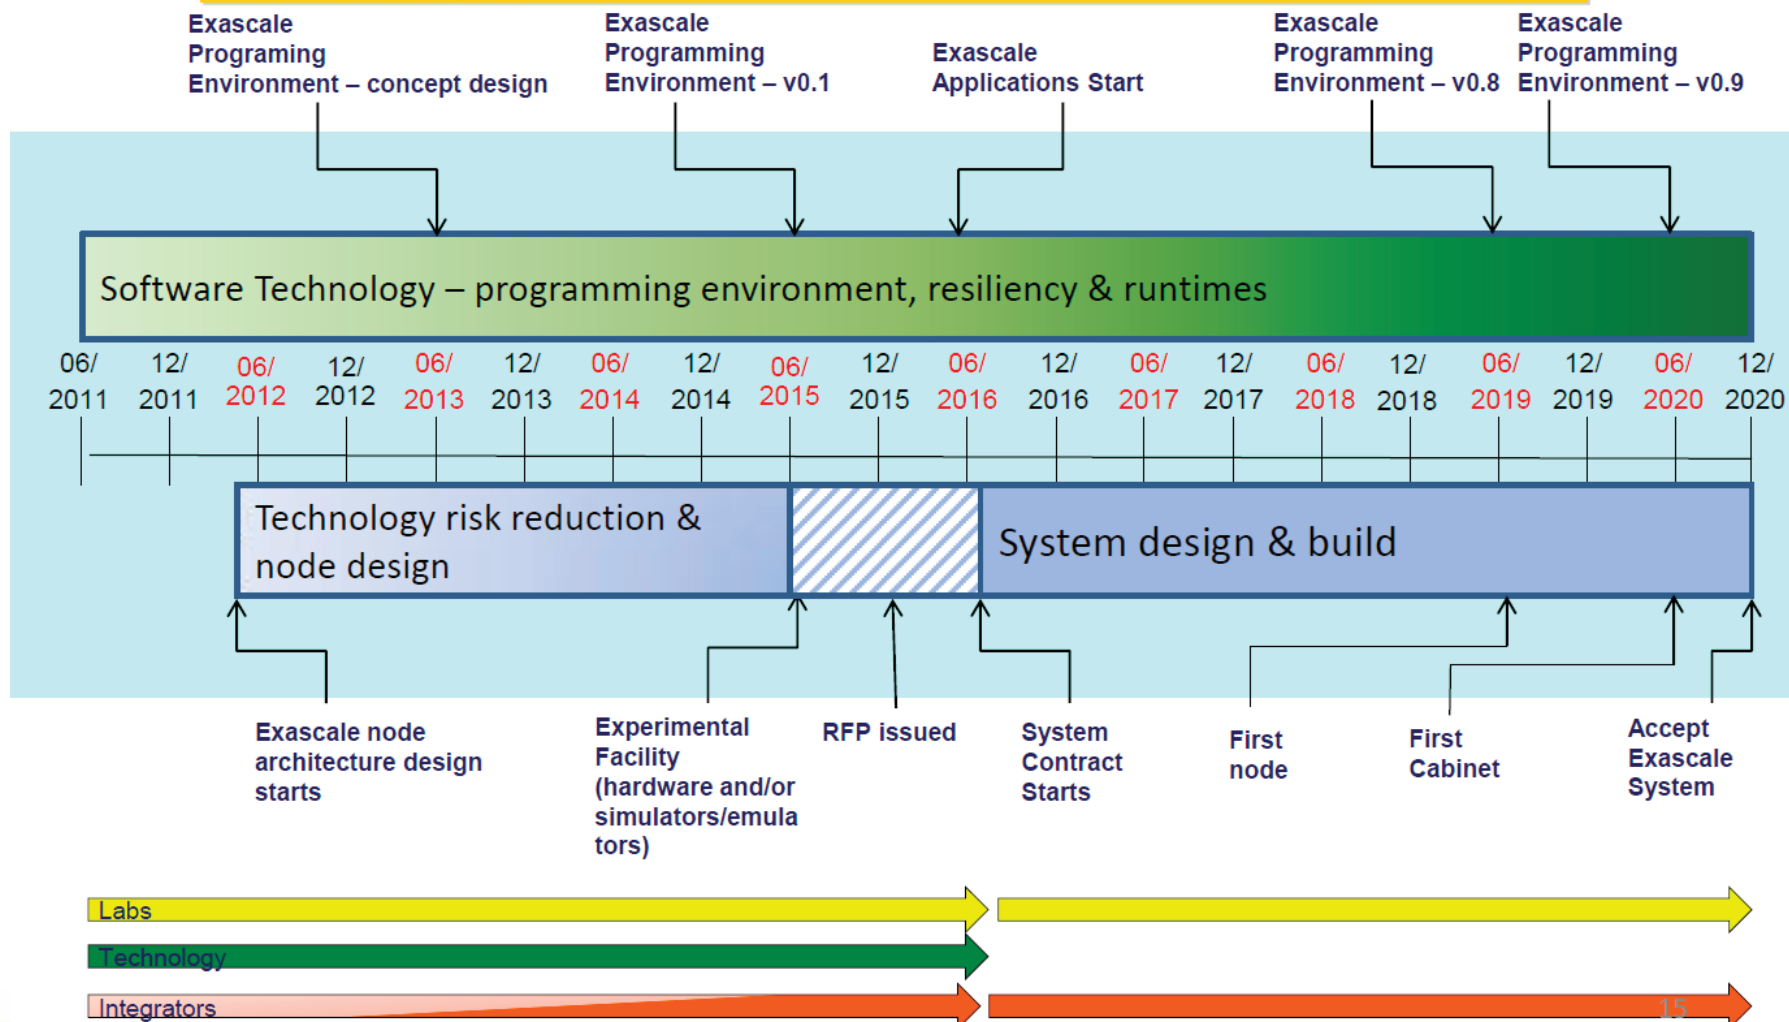 Exascale
Programing
Environment – concept design
Exascale
Programming
Environment – v0.1
Exascale
Applications Start
Exascale
Programming
Environment – v0.8
Exascale
Programming
Environment – v0.9
Software Technology – programming environment, resiliency & runtimes
06/ 12/ 06/ 12/ 06/ 12/ 06/ 12/ 06/ 12/ 06/ 12/ 06/ 12/ 06/ 12/ 06/ 12/ 06/ 12/
2011 2011 2012 2012 2013 2013 2014 2014 2015 2015 2016 2016 2017 2017 2018 2018 2019 2019 2020 2020
Technology risk reduction &
node design
System design & build
Exascale node
architecture design
starts
Experimental
Facility
(hardware and/or
simulators/emula
tors)
RFP issued
System
Contract
Starts
First
node
First
Cabinet
Accept
Exascale
System
Labs
Technology
Integrators
15